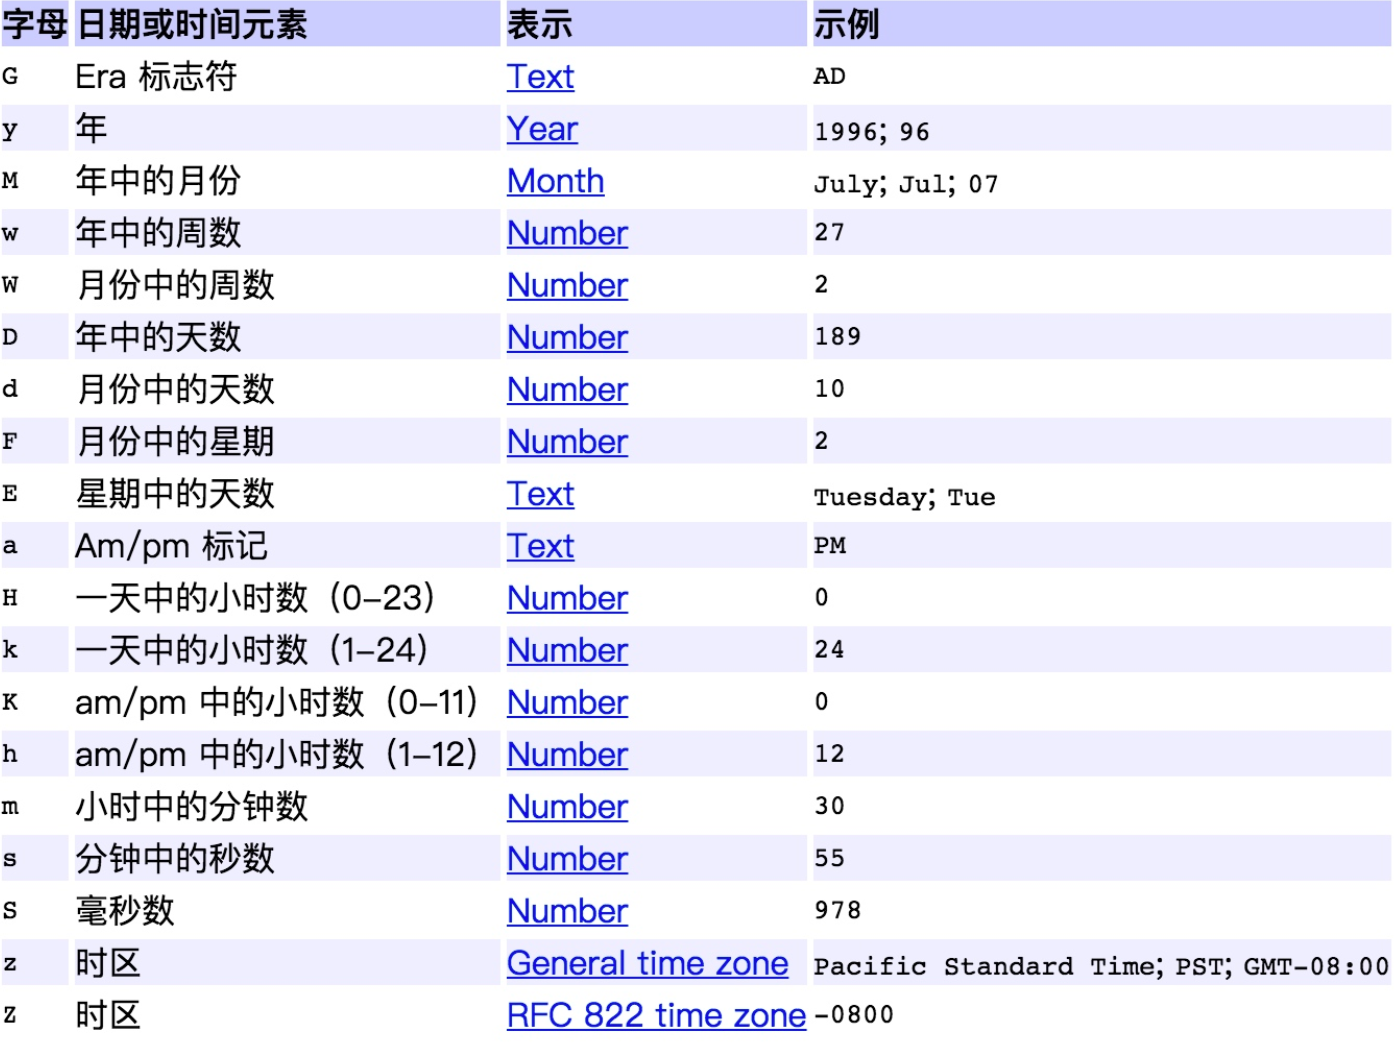 字母 日期或时间元素 表示 示例
G Era 标志符 Text AD
y 年 Year 1996; 96
M 年中的月份 Month July; Jul; 07
w 年中的周数 Number 27
W 月份中的周数 Number 2
D 年中的天数 Number 189
d 月份中的天数 Number 10
F 月份中的星期 Number 2
E 星期中的天数 Text Tuesday; Tue
a Am/pm 标记 Text PM
H 一天中的小时数（0-23） Number 0
k 一天中的小时数（1-24） Number 24
K am/pm 中的小时数（0-11） Number 0
h am/pm 中的小时数（1-12） Number 12
m 小时中的分钟数 Number 30
s 分钟中的秒数 Number 55
S 毫秒数 Number 978
z 时区 General time zone Pacific Standard Time; PST; GMT-08:00
Z 时区 RFC 822 time zone -0800